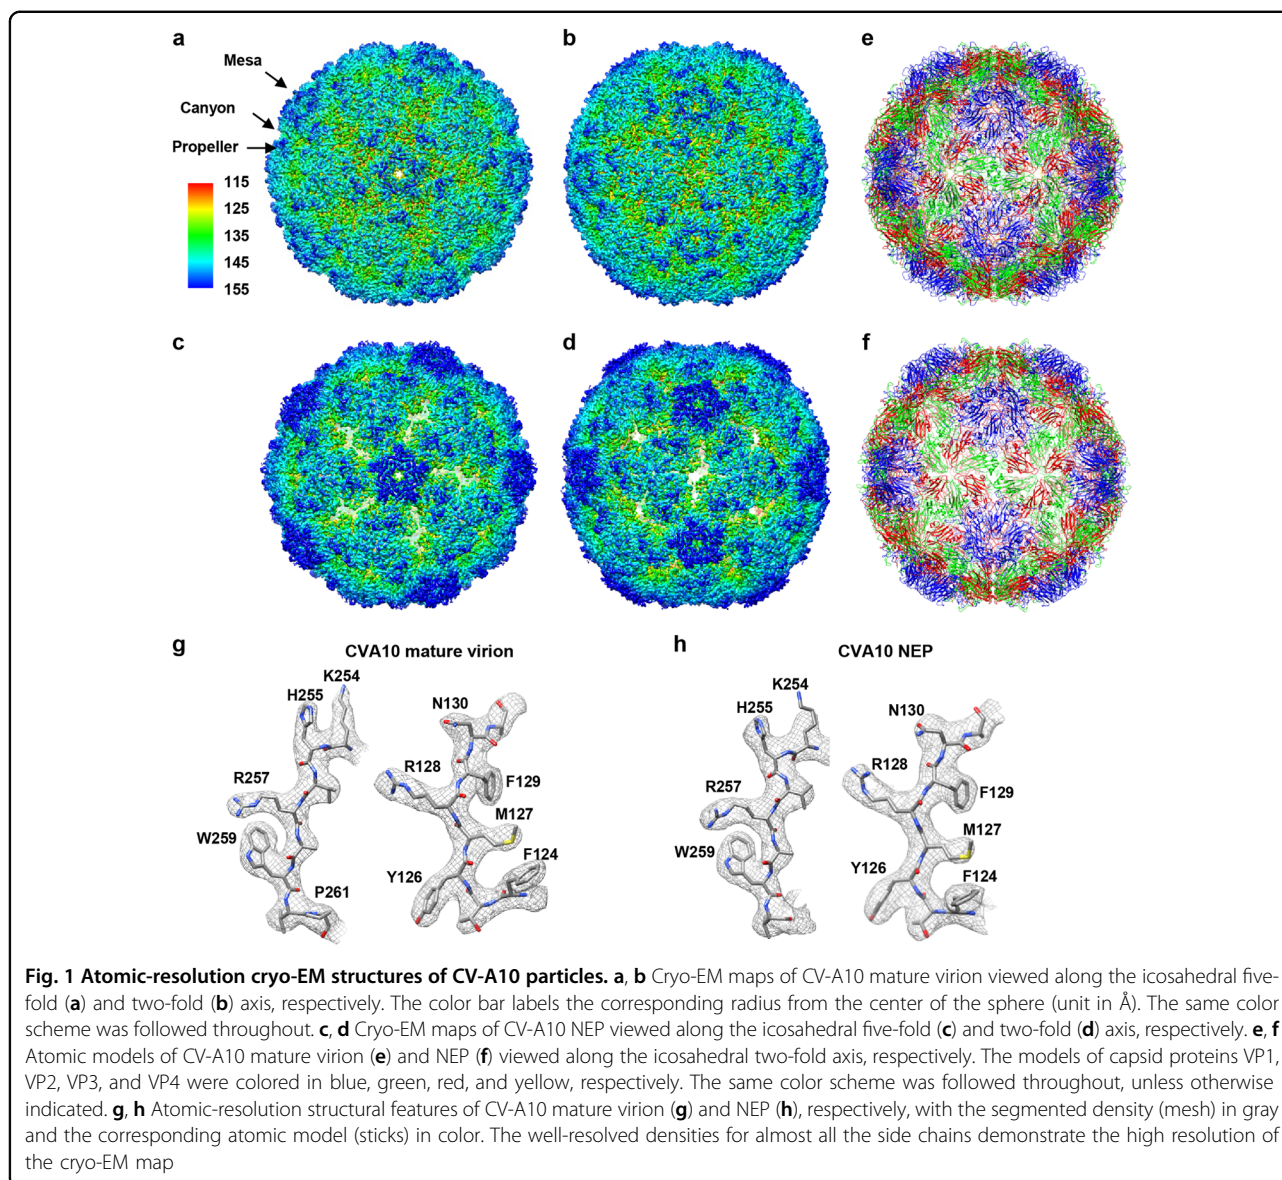 a
b
e
Mesa
Canyon
Propeller
115
125
135
145
155
c
d
f
g
CVA10 mature virion
K254
H255
R257
W259
P261
N130
R128
F129
M127
Y126
F124
h
CVA10 NEP
K254
H255
R257
W259
N130
R128
F129
M127
Y126
F124
Fig. 1 Atomic-resolution cryo-EM structures of CV-A10 particles. a, b Cryo-EM maps of CV-A10 mature virion viewed along the icosahedral five-
fold (a) and two-fold (b) axis, respectively. The color bar labels the corresponding radius from the center of the sphere (unit in Å). The same color
scheme was followed throughout. c, d Cryo-EM maps of CV-A10 NEP viewed along the icosahedral five-fold (c) and two-fold (d) axis, respectively. e, f
Atomic models of CV-A10 mature virion (e) and NEP (f) viewed along the icosahedral two-fold axis, respectively. The models of capsid proteins VP1,
VP2, VP3, and VP4 were colored in blue, green, red, and yellow, respectively. The same color scheme was followed throughout, unless otherwise
indicated. g, h Atomic-resolution structural features of CV-A10 mature virion (g) and NEP (h), respectively, with the segmented density (mesh) in gray
and the corresponding atomic model (sticks) in color. The well-resolved densities for almost all the side chains demonstrate the high resolution of
the cryo-EM map